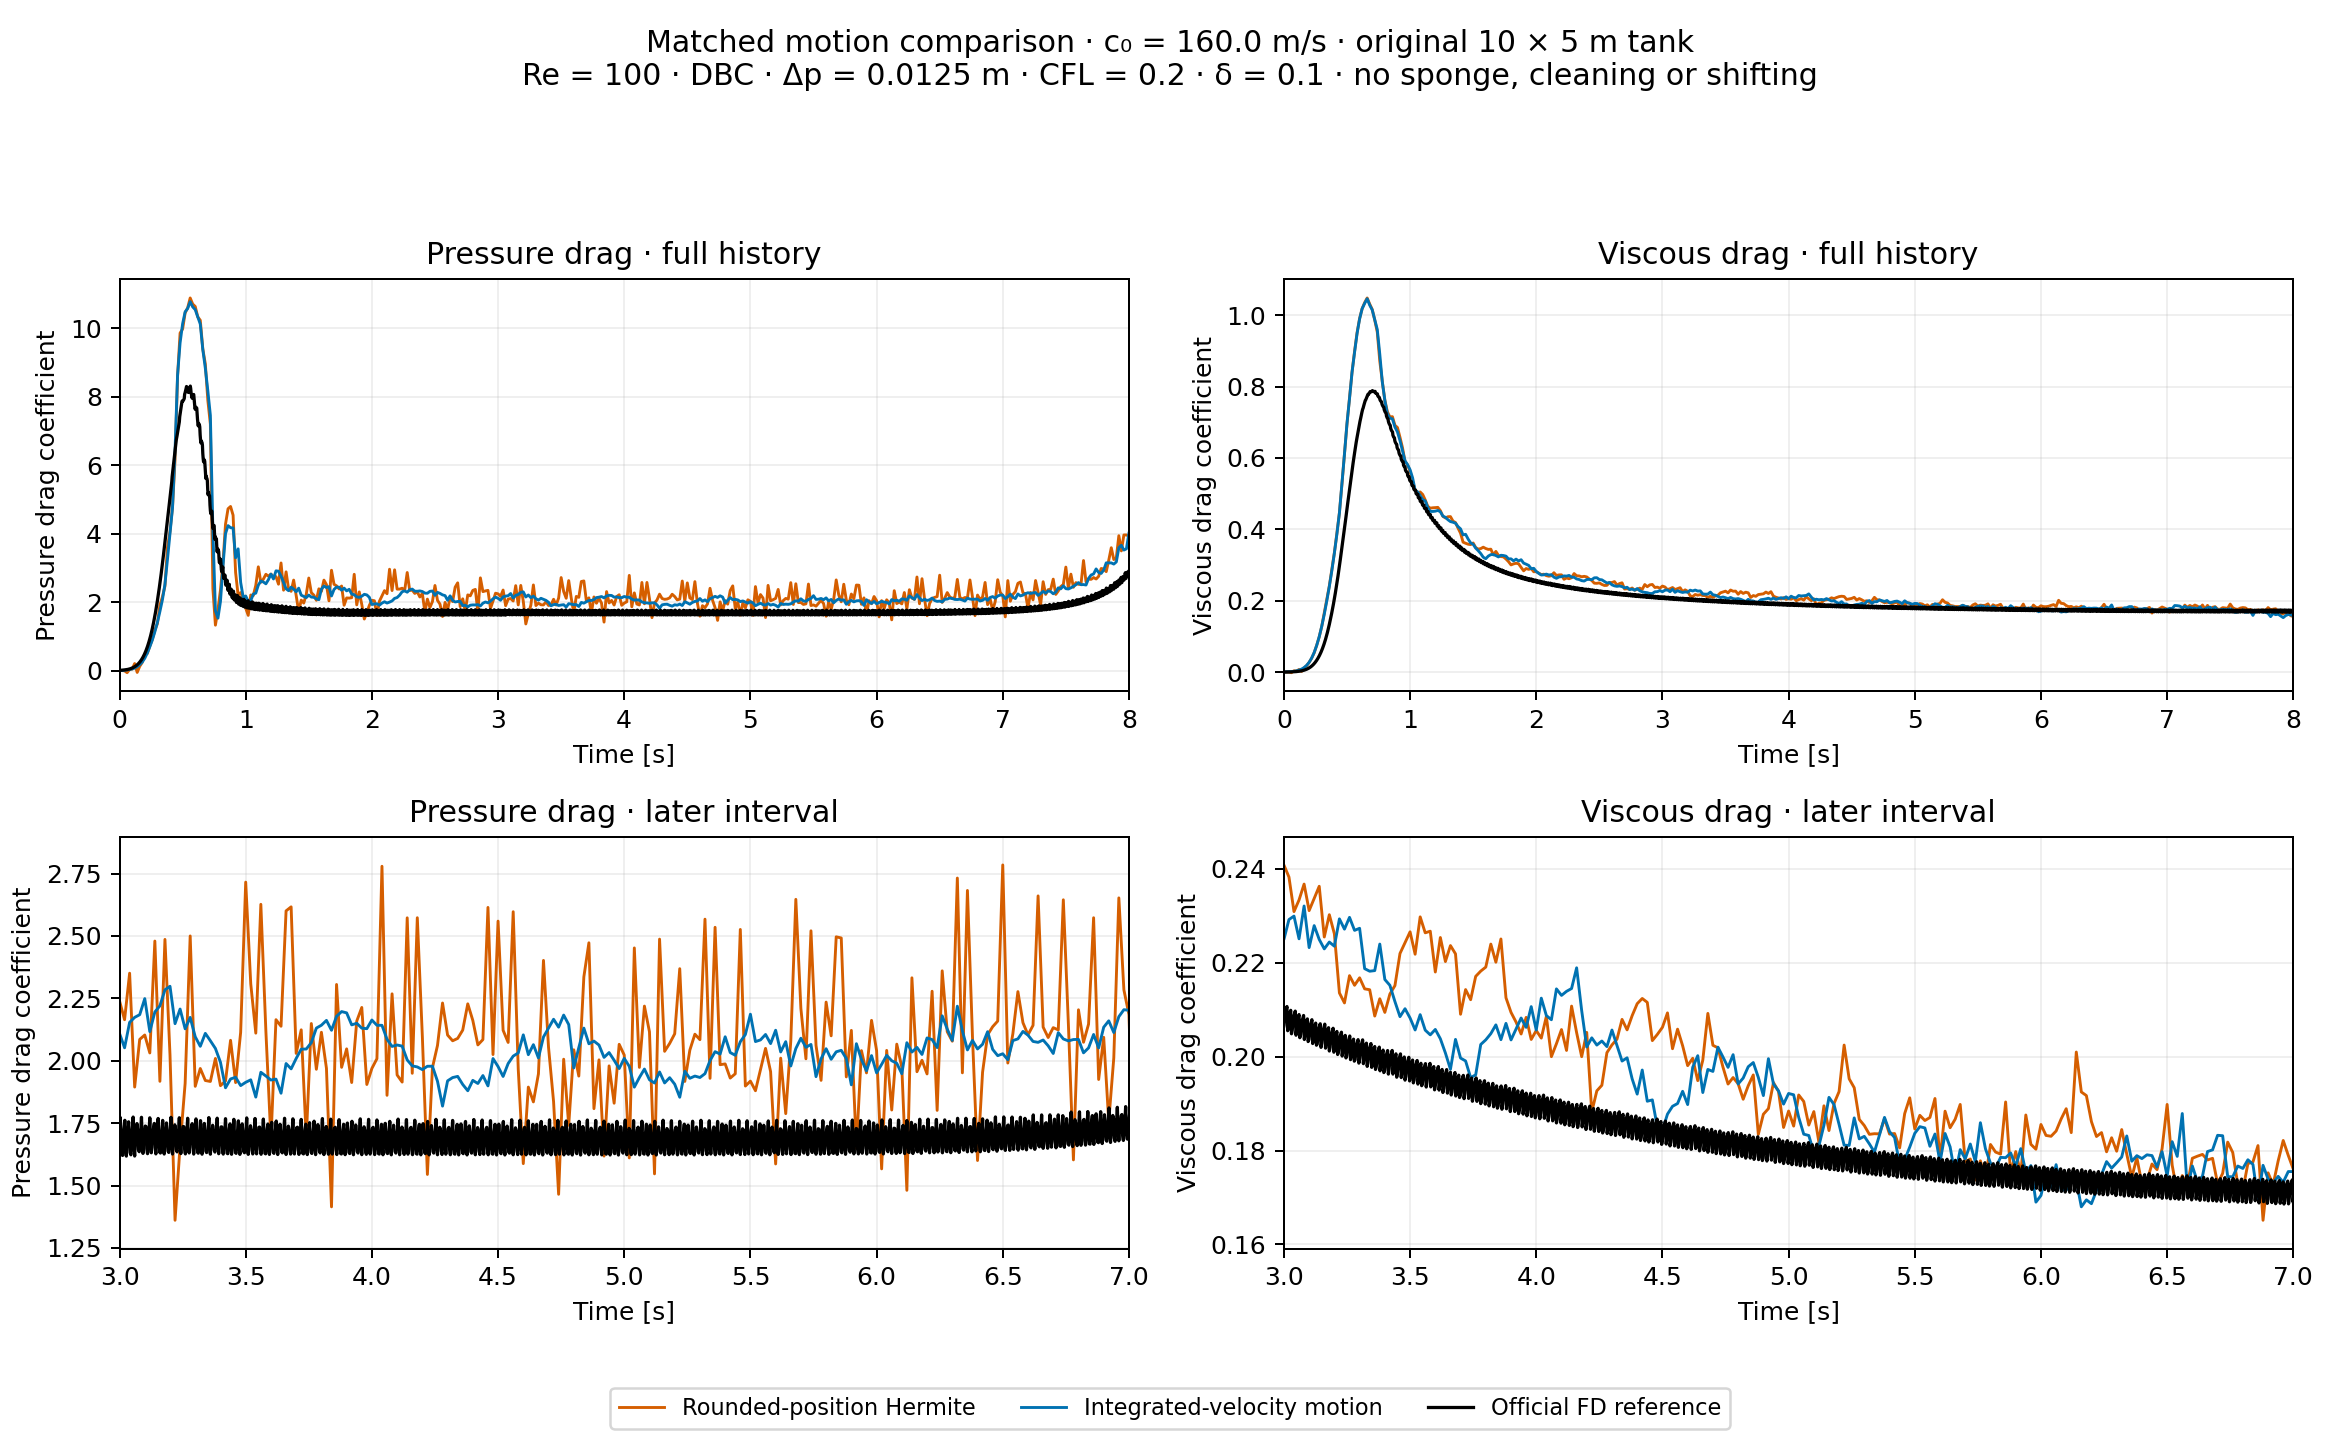 Matched motion comparison · c₀ = 160.0 m/s · original 10 × 5 m tank
Re = 100 · DBC · Δp = 0.0125 m · CFL = 0.2 · δ = 0.1 · no sponge, cleaning or shifting
Pressure drag · full history
Pressure drag coefficient
10
8
6
4
2
0
0 1 2 3 4 5 6 7 8
Time [s]
Viscous drag · full history
Viscous drag coefficient
1.0
0.8
0.6
0.4
0.2
0.0
0 1 2 3 4 5 6 7 8
Time [s]
Pressure drag · later interval
Pressure drag coefficient
2.75
2.50
2.25
2.00
1.75
1.50
1.25
3.0 3.5 4.0 4.5 5.0 5.5 6.0 6.5 7.0
Time [s]
Viscous drag · later interval
Viscous drag coefficient
0.24
0.22
0.20
0.18
0.16
3.0 3.5 4.0 4.5 5.0 5.5 6.0 6.5 7.0
Time [s]
Rounded-position Hermite Integrated-velocity motion Official FD reference